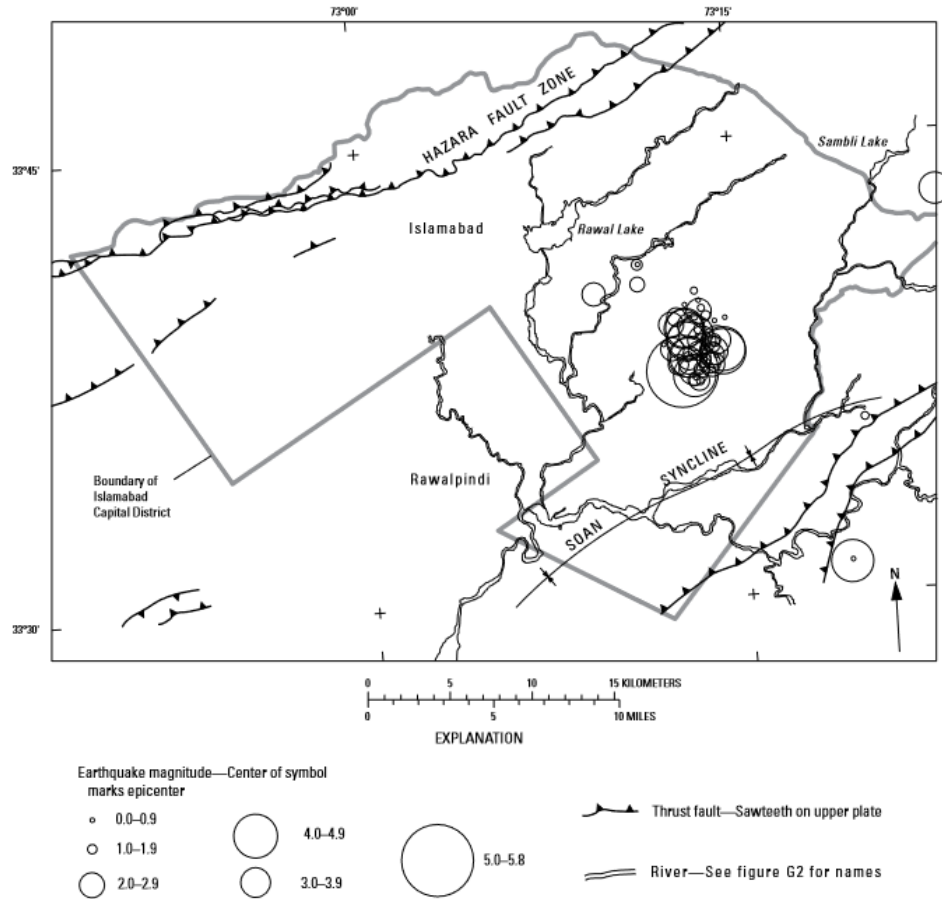 73°00'
73°15'
HAZARA FAULT ZONE
Sambli Lake
33°45'
Islamabad
Rawal Lake
Boundary of
Islamabad
Capital District
Rawalpindi
SYNCLINE
SOAN
N
33°30'
0 5 10 15 KILOMETERS
0 5 10 MILES
EXPLANATION
Earthquake magnitude—Center of symbol
marks epicenter
0.0–0.9
1.0–1.9
2.0–2.9
4.0–4.9
3.0–3.9
5.0–5.8
Thrust fault—Sawteeth on upper plate
River—See figure G2 for names